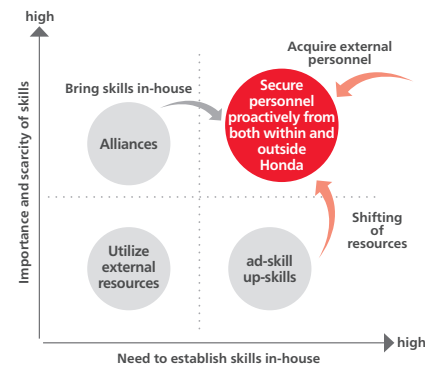 high
Acquire external
personnel
Bring skills in-house
Secure
personnel
proactively from
both within and
outside
Honda
Alliances
Importance and scarcity of skills
Shifting
of
resources
Utilize
external
resources
ad-skill
up-skills
high
Need to establish skills in-house